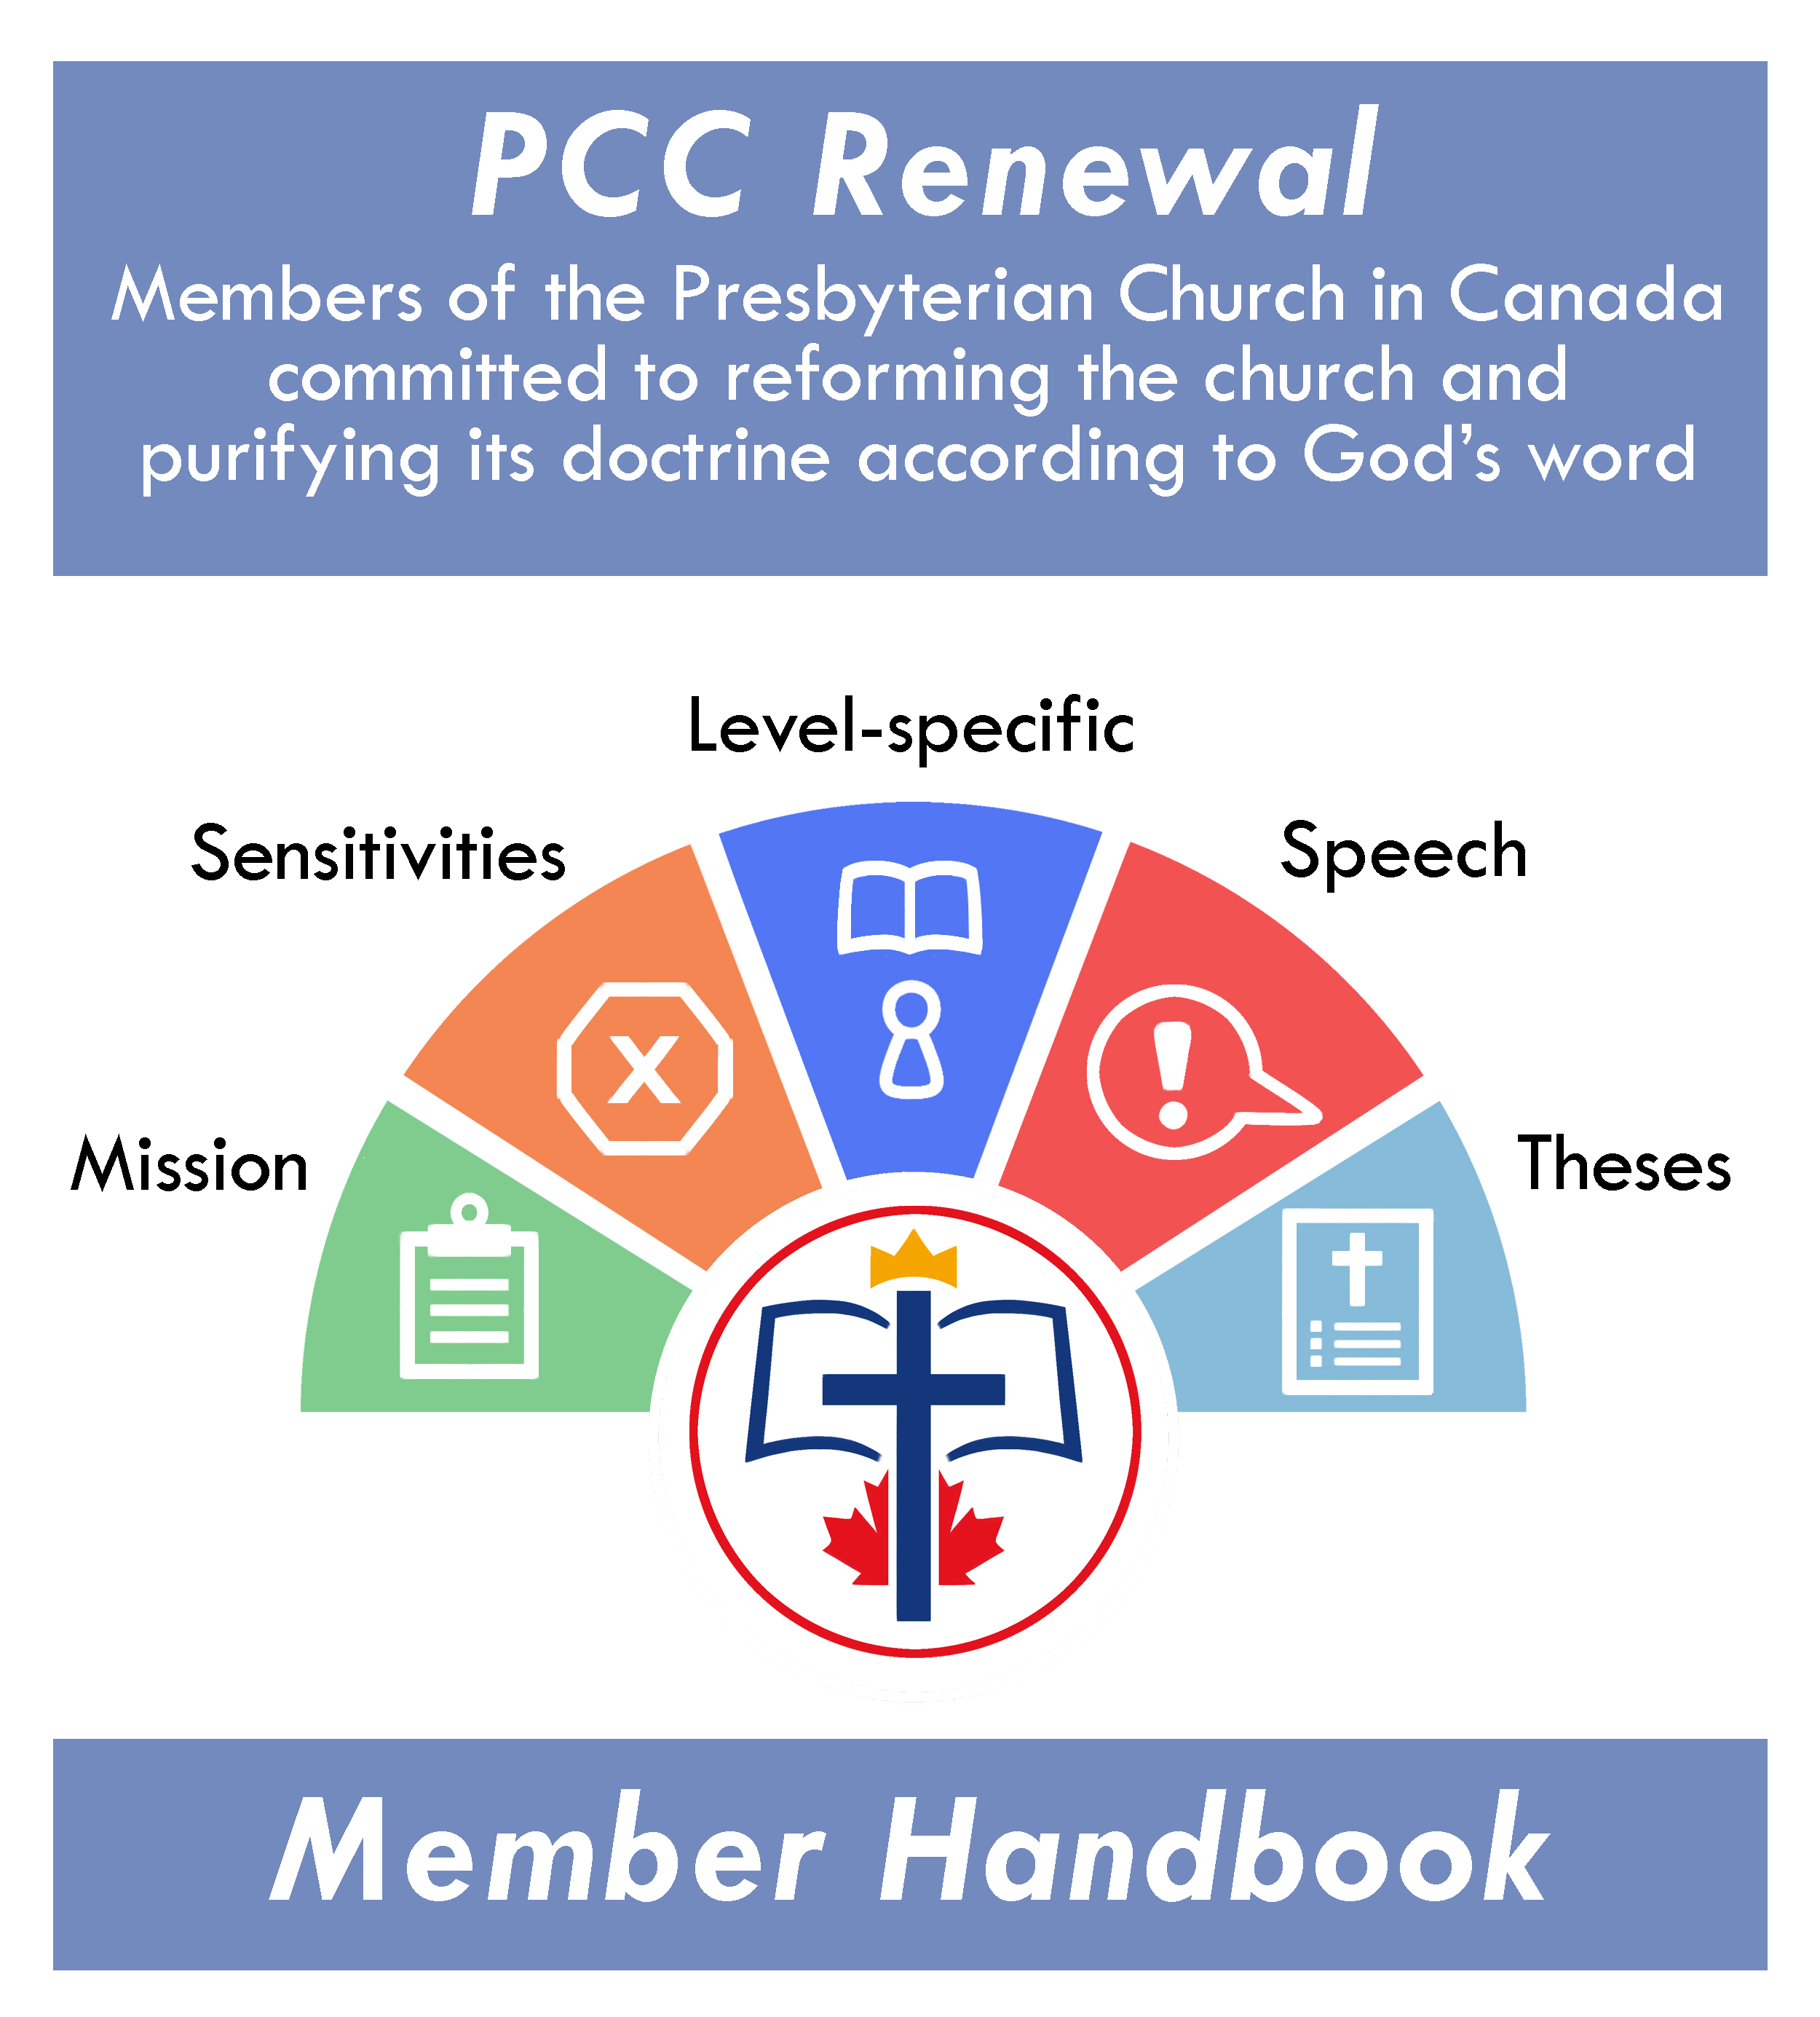 PCC Renewal
Members of the Presbyterian Church in Canada
committed to reforming the church and
purifying its doctrine according to God’s word
Level-specific
Sensitivities
Speech
X
Mission
Theses
Member Handbook